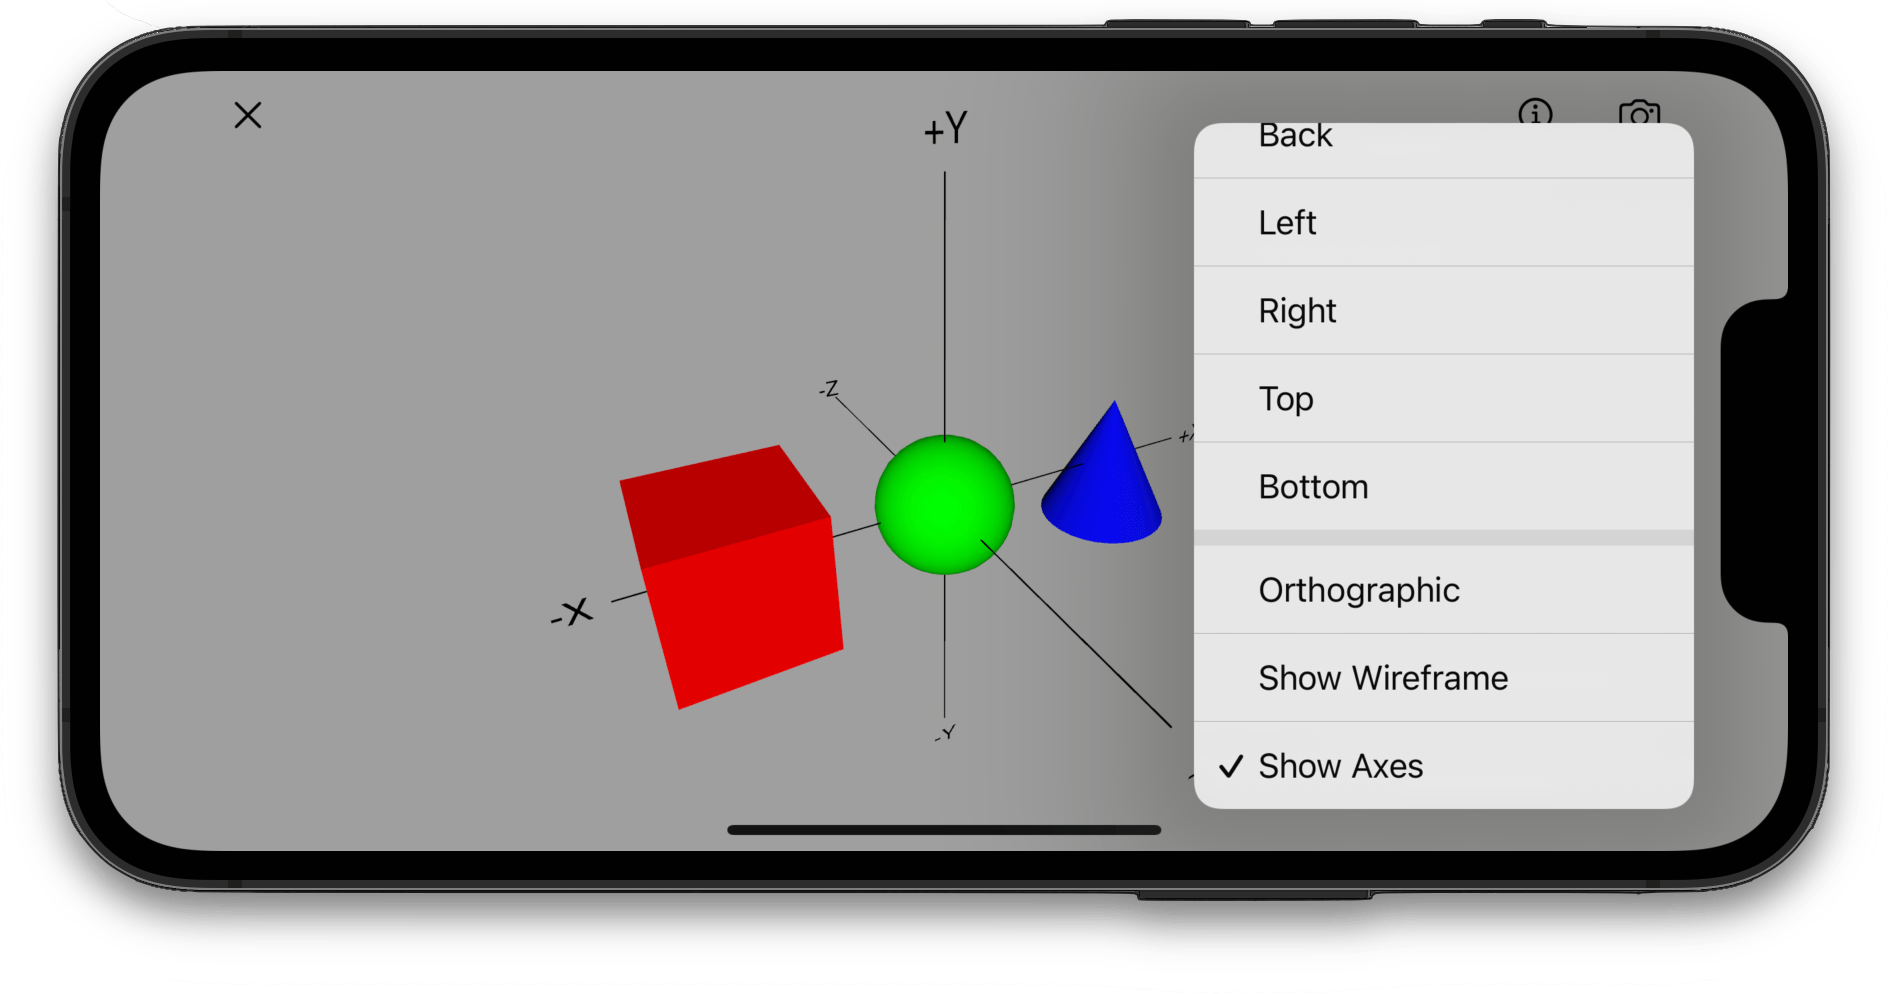 +Y
Back
Left
Right
-Z
Top
Bottom
Orthographic
-X
Show Wireframe
-Y
Show Axes